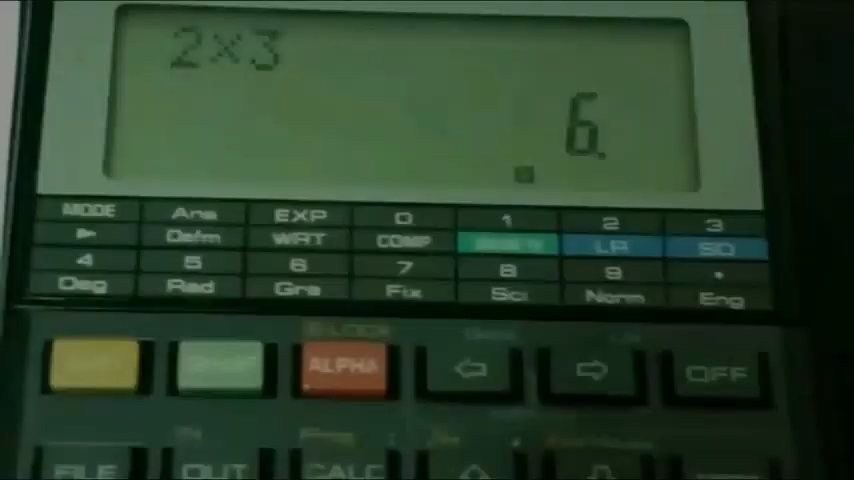 2×3
6.
MODE Ans EXP 0 1 2 3
Defm WRT COMP LR SD
4 5 6 7 8 9 •
Deg Rad Gra Fix Sci Norm Eng
ALPHA OFF
FILE OUT CALC